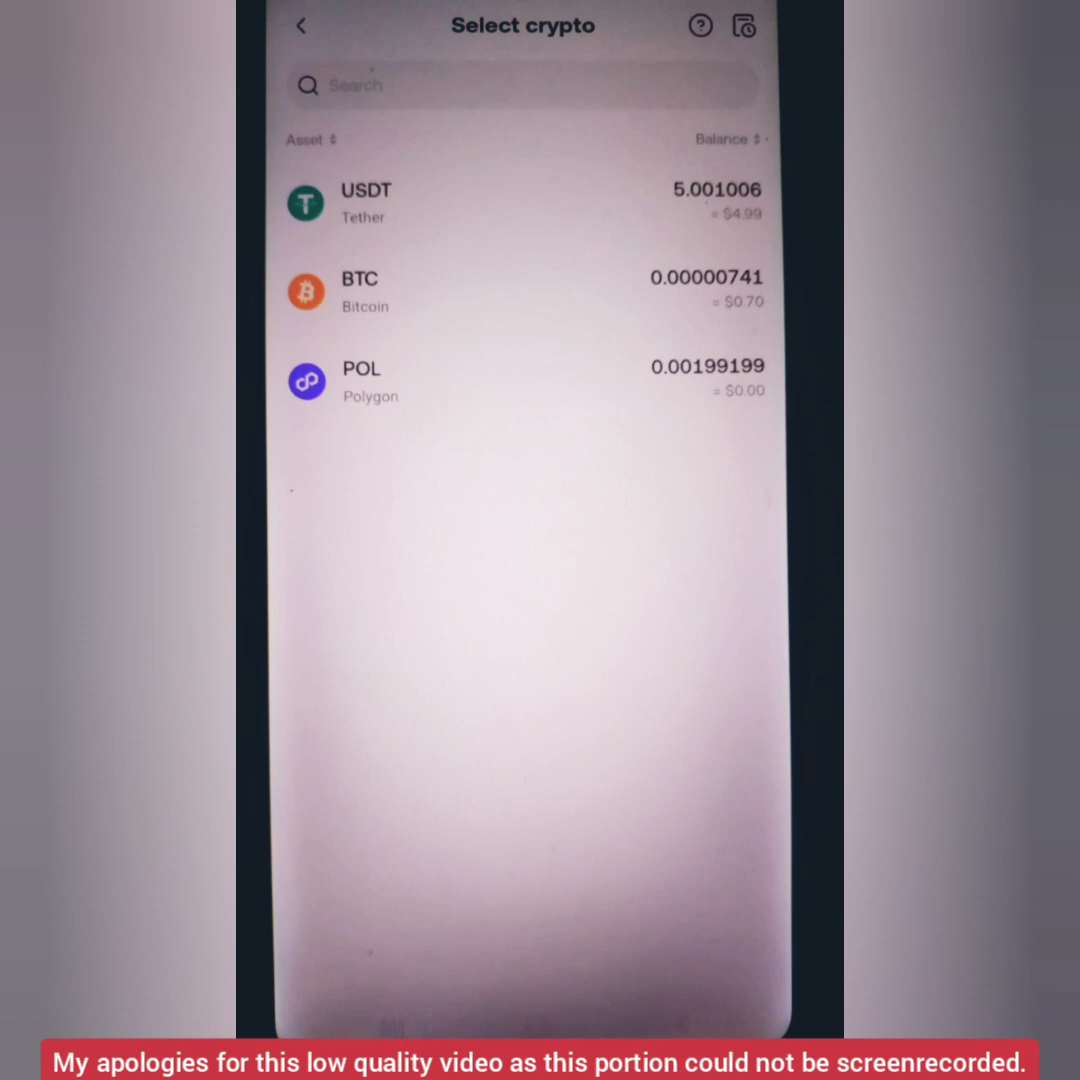 Select crypto
Search
Asset
Balance
USDT
5.001006
Tether
= $4.99
BTC
0.00000741
Bitcoin
= $0.70
POL
0.00199199
Polygon
= $0.00
My apologies for this low quality video as this portion could not be screenrecorded.